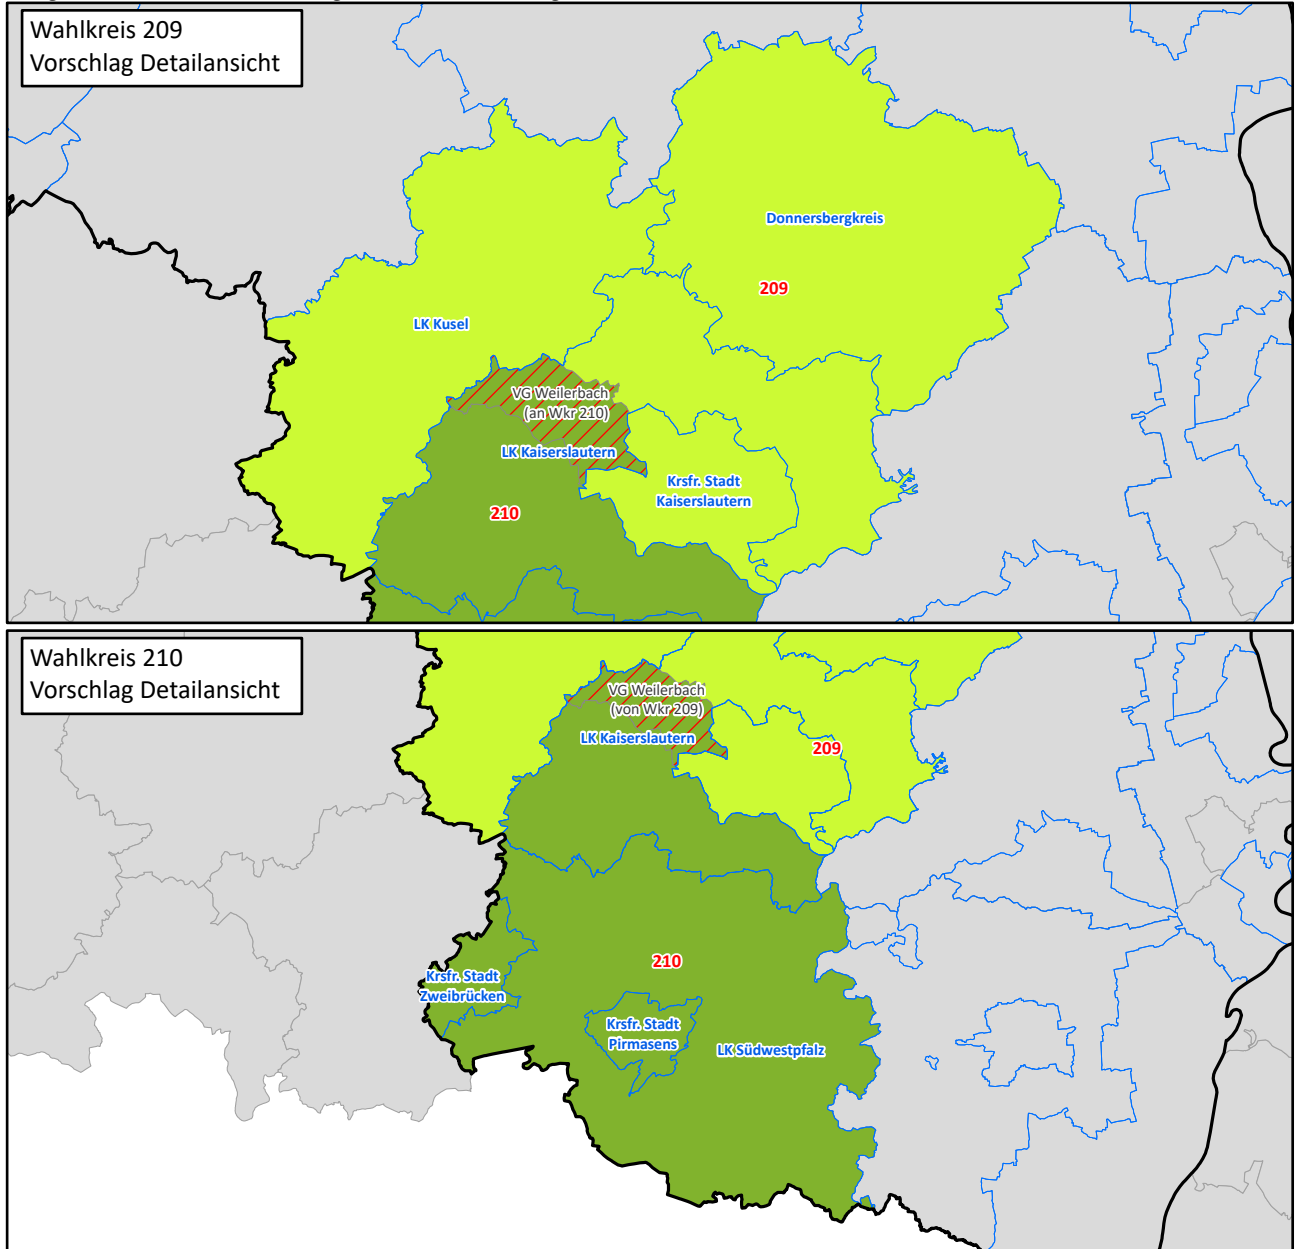 Wahlkreis 209
Vorschlag Detailansicht
Donnersbergkreis
209
LK Kusel
VG Weilerbach
(an Wkr 210)
LK Kaiserslautern
Krsfr. Stadt
Kaiserslautern
210
Wahlkreis 210
Vorschlag Detailansicht
VG Weilerbach
(von Wkr 209)
LK Kaiserslautern
209
210
Krsfr. Stadt
Zweibrücken
Krsfr. Stadt
Pirmasens
LK Südwestpfalz